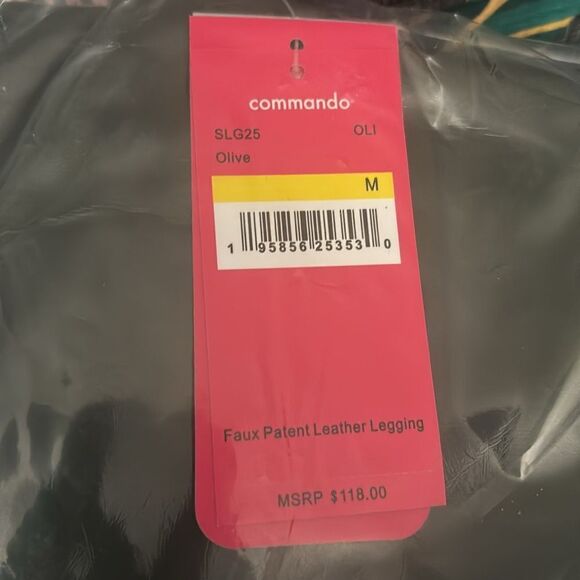 commando
SLG25 OLI
Olive
M
1 95856 25353 0
Faux Patent Leather Legging
MSRP $118.00